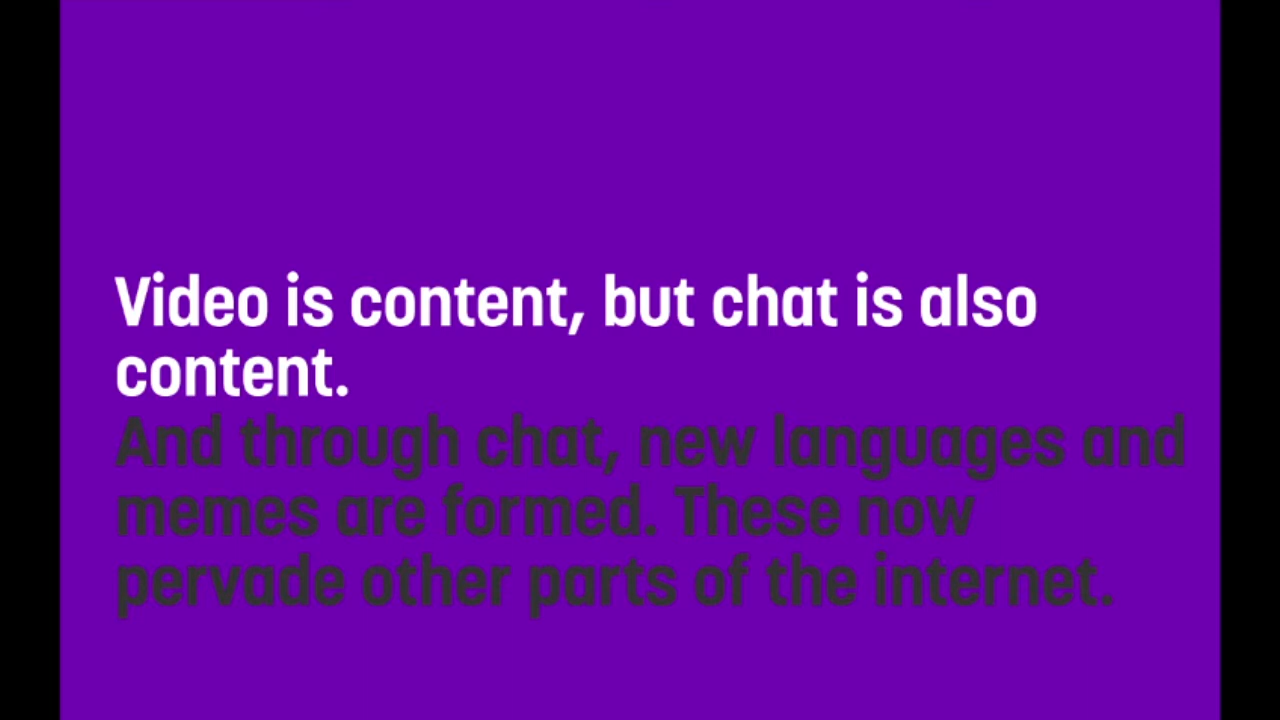 Video is content, but chat is also
content.
And through chat, new languages and
memes are formed. These now
pervade other parts of the internet.